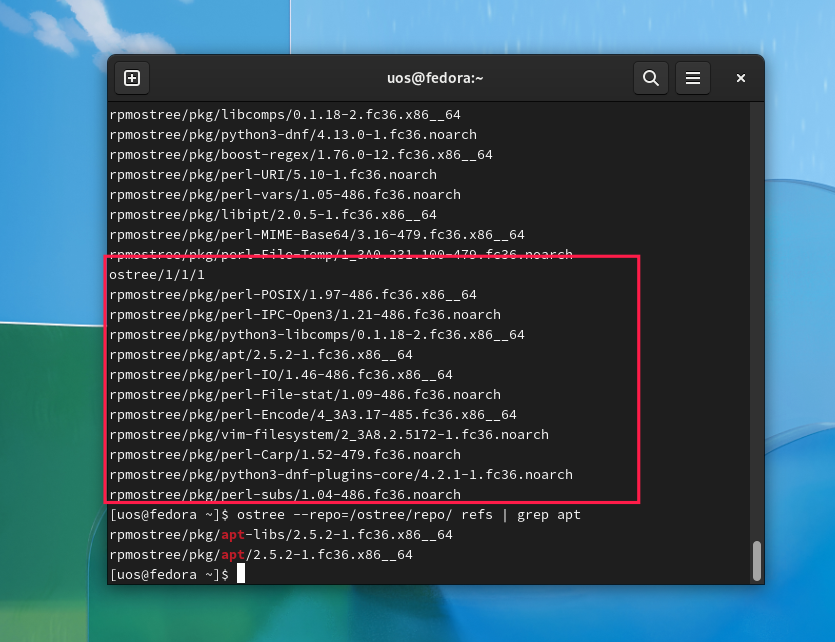 uos@fedora:~
rpmostree/pkg/libcomps/0.1.18-2.fc36.x86__64
rpmostree/pkg/python3-dnf/4.13.0-1.fc36.noarch
rpmostree/pkg/boost-regex/1.76.0-12.fc36.x86__64
rpmostree/pkg/perl-URI/5.10-1.fc36.noarch
rpmostree/pkg/perl-vars/1.05-486.fc36.noarch
rpmostree/pkg/libipt/2.0.5-1.fc36.x86__64
rpmostree/pkg/perl-MIME-Base64/3.16-479.fc36.x86__64
rpmostree/pkg/perl-File-Temp/1_3A0.231.100-479.fc36.noarch
ostree/1/1/1
rpmostree/pkg/perl-POSIX/1.97-486.fc36.x86__64
rpmostree/pkg/perl-IPC-Open3/1.21-486.fc36.noarch
rpmostree/pkg/python3-libcomps/0.1.18-2.fc36.x86__64
rpmostree/pkg/apt/2.5.2-1.fc36.x86__64
rpmostree/pkg/perl-IO/1.46-486.fc36.x86__64
rpmostree/pkg/perl-File-stat/1.09-486.fc36.noarch
rpmostree/pkg/perl-Encode/4_3A3.17-485.fc36.x86__64
rpmostree/pkg/vim-filesystem/2_3A8.2.5172-1.fc36.noarch
rpmostree/pkg/perl-Carp/1.52-479.fc36.noarch
rpmostree/pkg/python3-dnf-plugins-core/4.2.1-1.fc36.noarch
rpmostree/pkg/perl-subs/1.04-486.fc36.noarch
[uos@fedora ~]$ ostree --repo=/ostree/repo/ refs | grep apt
rpmostree/pkg/apt-libs/2.5.2-1.fc36.x86__64
rpmostree/pkg/apt/2.5.2-1.fc36.x86__64
[uos@fedora ~]$